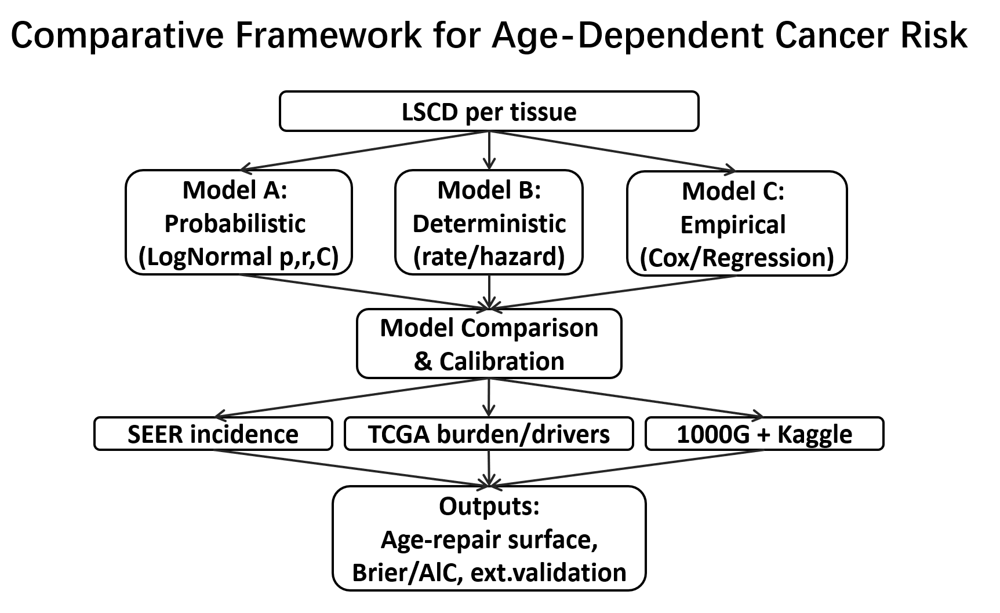 Comparative Framework for Age-Dependent Cancer Risk
LSCD per tissue
Model A:
Probabilistic
(LogNormal p,r,C)
Model B:
Deterministic
(rate/hazard)
Model C:
Empirical
(Cox/Regression)
Model Comparison
& Calibration
SEER incidence
TCGA burden/drivers
1000G + Kaggle
Outputs:
Age-repair surface,
Brier/AlC, ext.validation